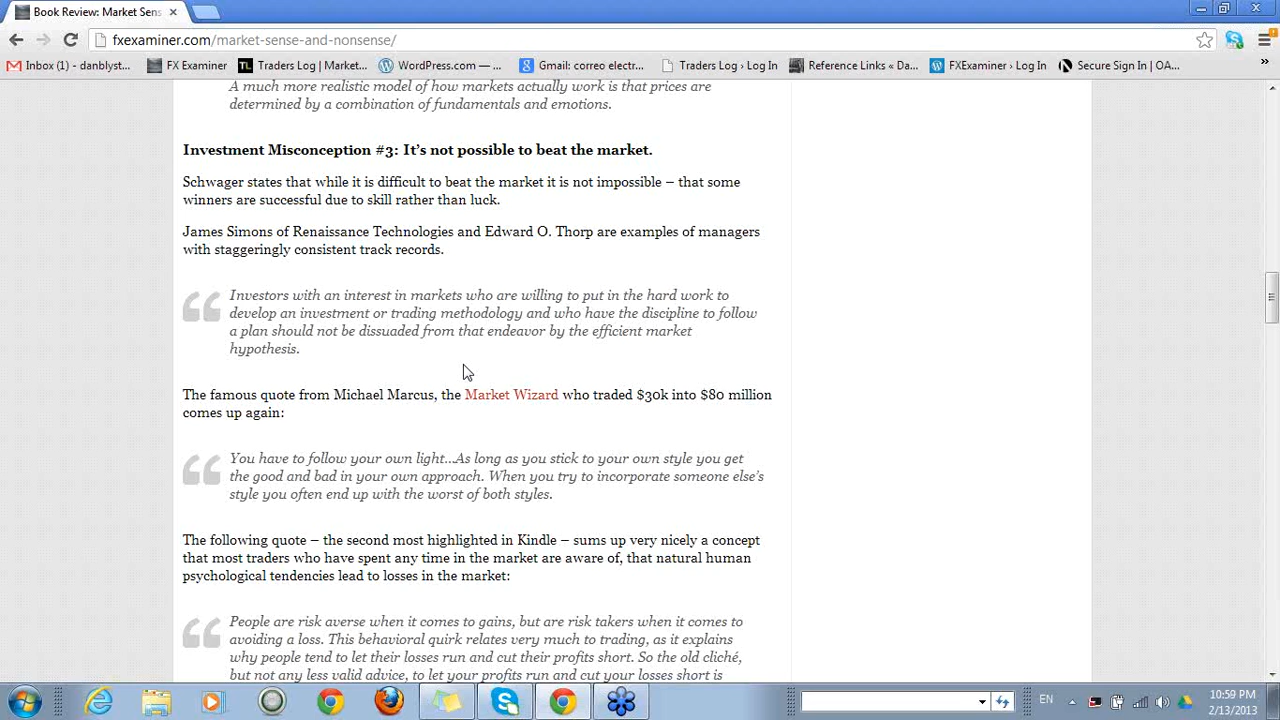 Book Review: Market Sens
fxexaminer.com/market-sense-and-nonsense/
Inbox (1) - danblyst...
FX Examiner
Traders Log | Market...
WordPress.com — ...
Gmail: correo electr...
Traders Log › Log In
Reference Links « Da...
FXExaminer › Log In
Secure Sign In | OA...
A much more realistic model of how markets actually work is that prices are
determined by a combination of fundamentals and emotions.
Investment Misconception #3: It's not possible to beat the market.
Schwager states that while it is difficult to beat the market it is not impossible – that some
winners are successful due to skill rather than luck.
James Simons of Renaissance Technologies and Edward O. Thorp are examples of managers
with staggeringly consistent track records.
Investors with an interest in markets who are willing to put in the hard work to
develop an investment or trading methodology and who have the discipline to follow
a plan should not be dissuaded from that endeavor by the efficient market
hypothesis.
The famous quote from Michael Marcus, the Market Wizard who traded $30k into $80 million
comes up again:
You have to follow your own light...As long as you stick to your own style you get
the good and bad in your own approach. When you try to incorporate someone else's
style you often end up with the worst of both styles.
The following quote – the second most highlighted in Kindle – sums up very nicely a concept
that most traders who have spent any time in the market are aware of, that natural human
psychological tendencies lead to losses in the market:
People are risk averse when it comes to gains, but are risk takers when it comes to
avoiding a loss. This behavioral quirk relates very much to trading, as it explains
why people tend to let their losses run and cut their profits short. So the old cliché,
but not any less valid advice, to let your profits run and cut your losses short is
EN
10:59 PM
2/13/2013